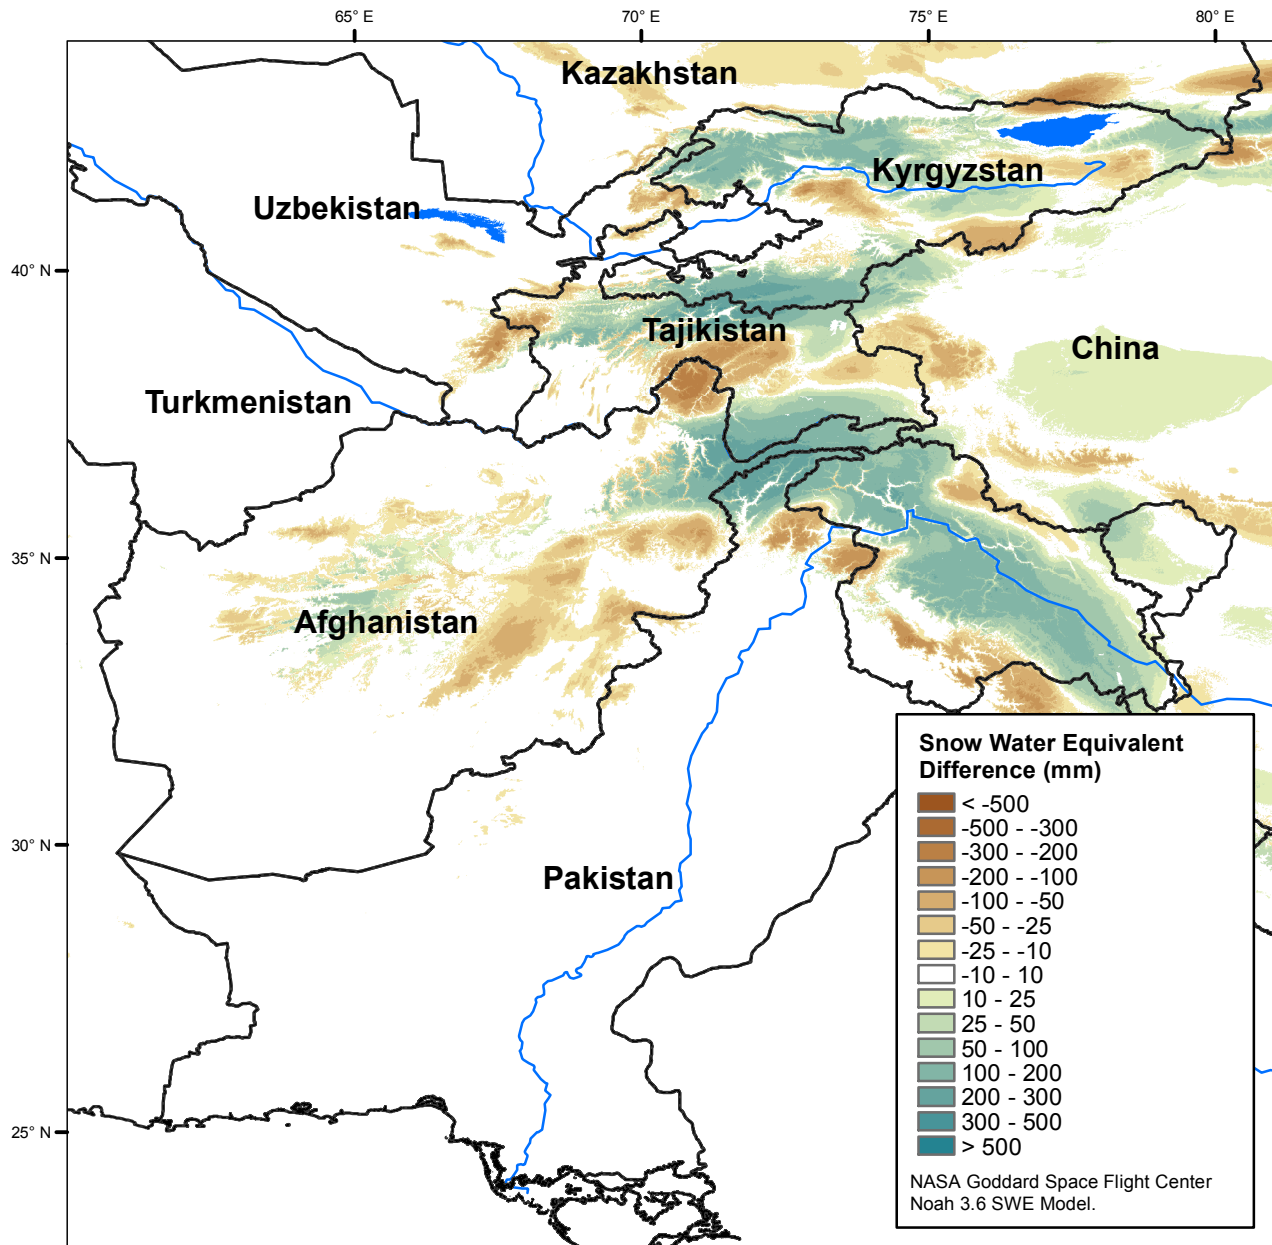 65° E
70° E
75° E
80° E
Kazakhstan
Kyrgyzstan
Uzbekistan
40° N
Tajikistan
China
Turkmenistan
35° N
Afghanistan
30° N
Pakistan
25° N
Snow Water Equivalent
Difference (mm)
< -500
-500 - -300
-300 - -200
-200 - -100
-100 - -50
-50 - -25
-25 - -10
-10 - 10
10 - 25
25 - 50
50 - 100
100 - 200
200 - 300
300 - 500
> 500
NASA Goddard Space Flight Center
Noah 3.6 SWE Model.